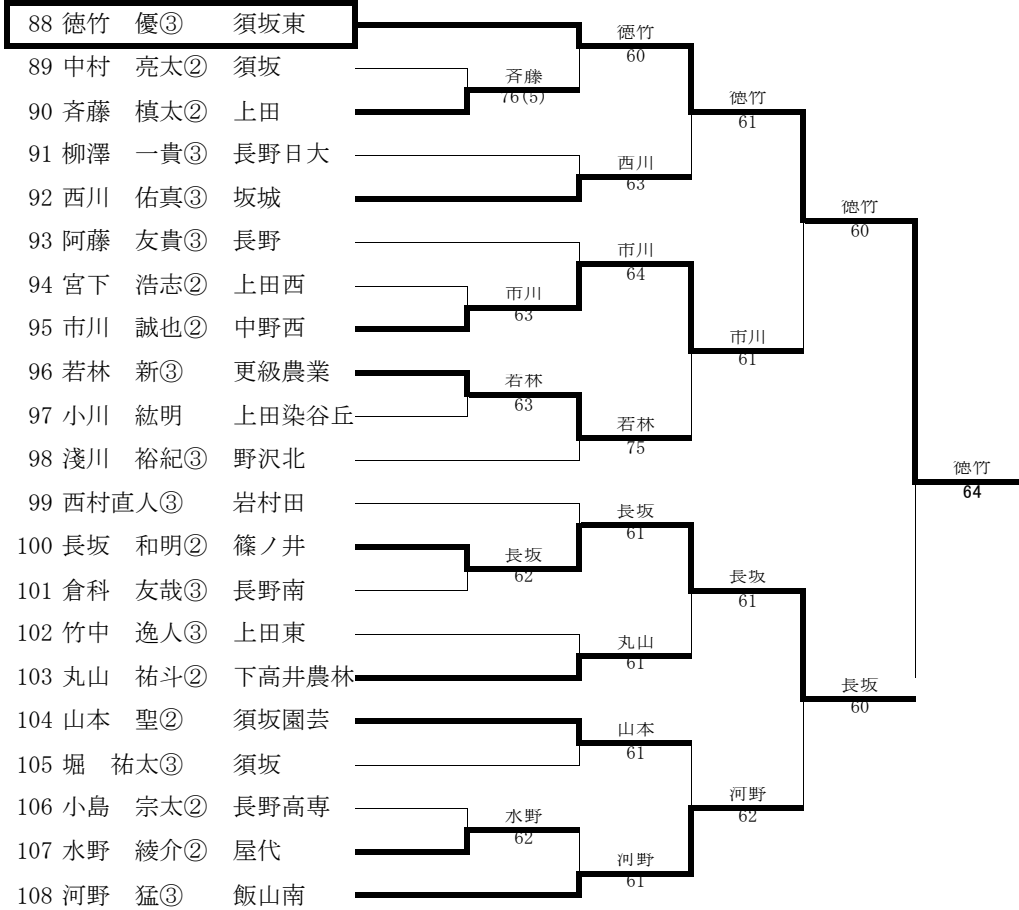 88 徳竹　優③　須坂東
89 中村　亮太②　須坂
90 斉藤　槙太②　上田
91 柳澤　一貴③　長野日大
92 西川　佑真③　坂城
93 阿藤　友貴③　長野
94 宮下　浩志②　上田西
95 市川　誠也②　中野西
96 若林　新③　更級農業
97 小川　紘明　上田染谷丘
98 淺川　裕紀③　野沢北
99 西村直人③　岩村田
100 長坂　和明②　篠ノ井
101 倉科　友哉③　長野南
102 竹中　逸人③　上田東
103 丸山　祐斗②　下高井農林
104 山本　聖②　須坂園芸
105 堀　祐太③　須坂
106 小島　宗太②　長野高専
107 水野　綾介②　屋代
108 河野　猛③　飯山南
斉藤
76(5)
市川
63
若林
63
長坂
62
水野
62
徳竹
60
西川
63
市川
64
若林
75
長坂
61
丸山
61
山本
61
河野
61
徳竹
61
市川
61
長坂
61
河野
62
徳竹
60
長坂
60
徳竹
64